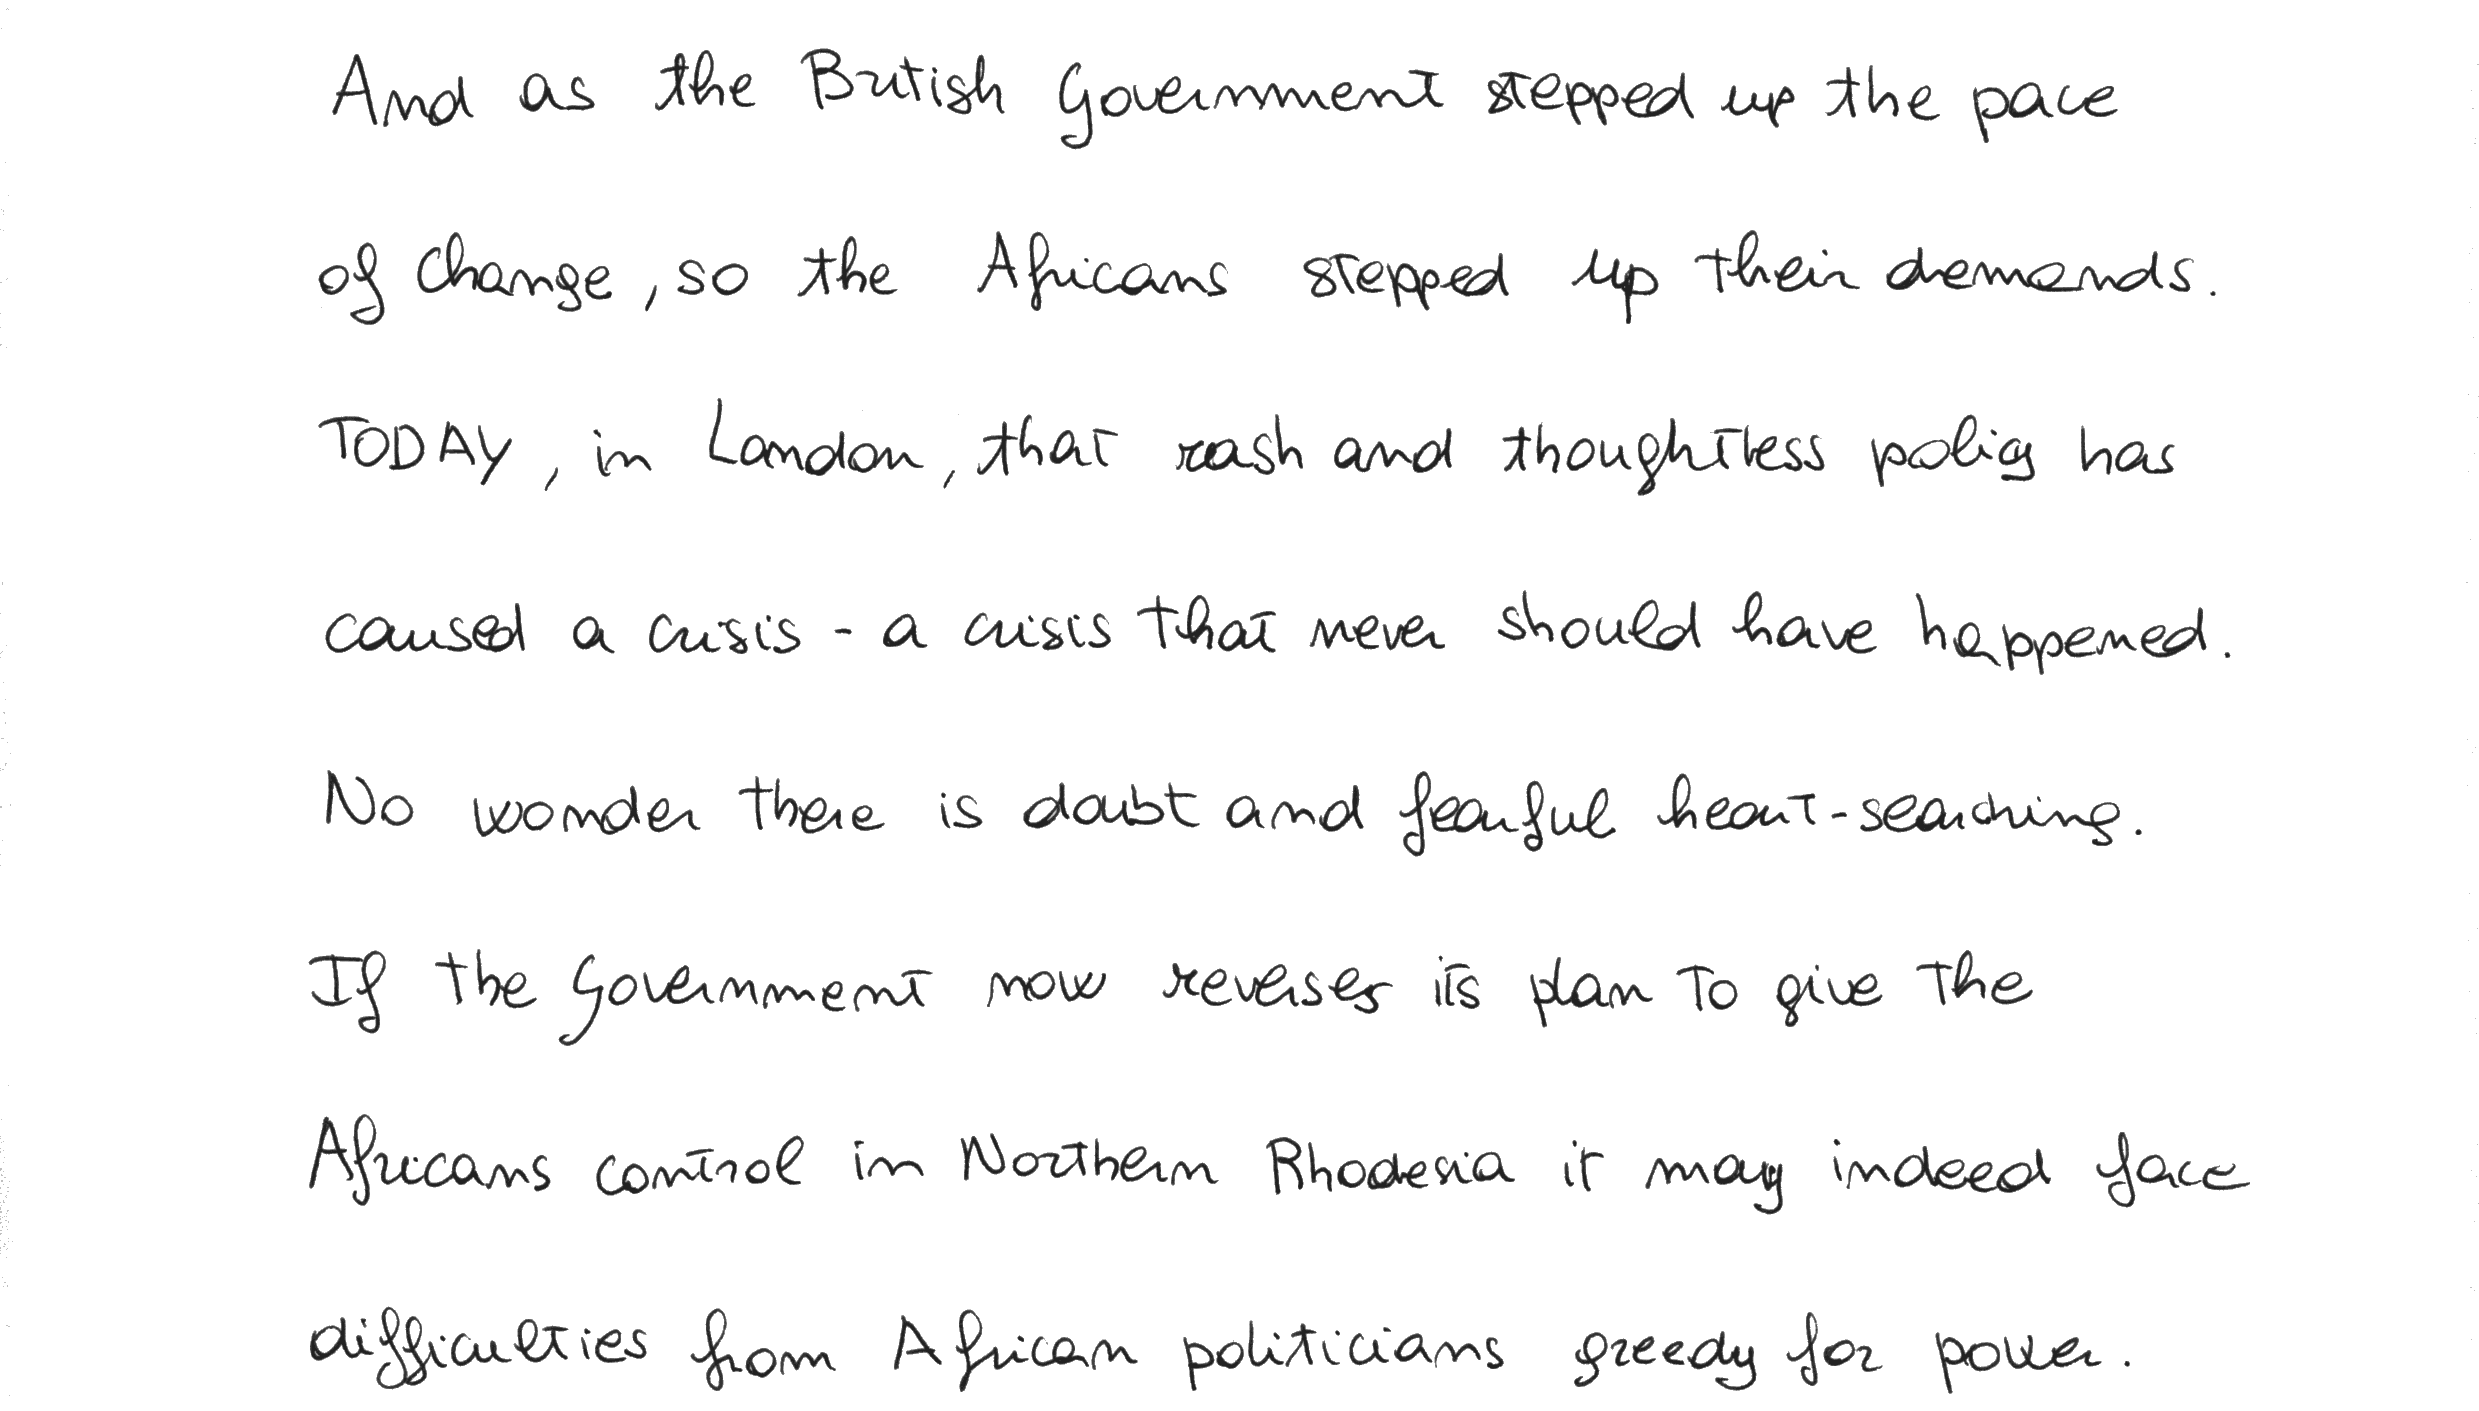 And as the British Government stepped up the pace
of change, so the Africans stepped up their demands.
TODAY, in London, that rash and thoughtless policy has
caused a crisis - a crisis that never should have happened.
No wonder there is doubt and fearful heart-searching.
If the Government now reverses its plan to give the
Africans control in Northern Rhodesia it may indeed face
difficulties from African politicians greedy for power.